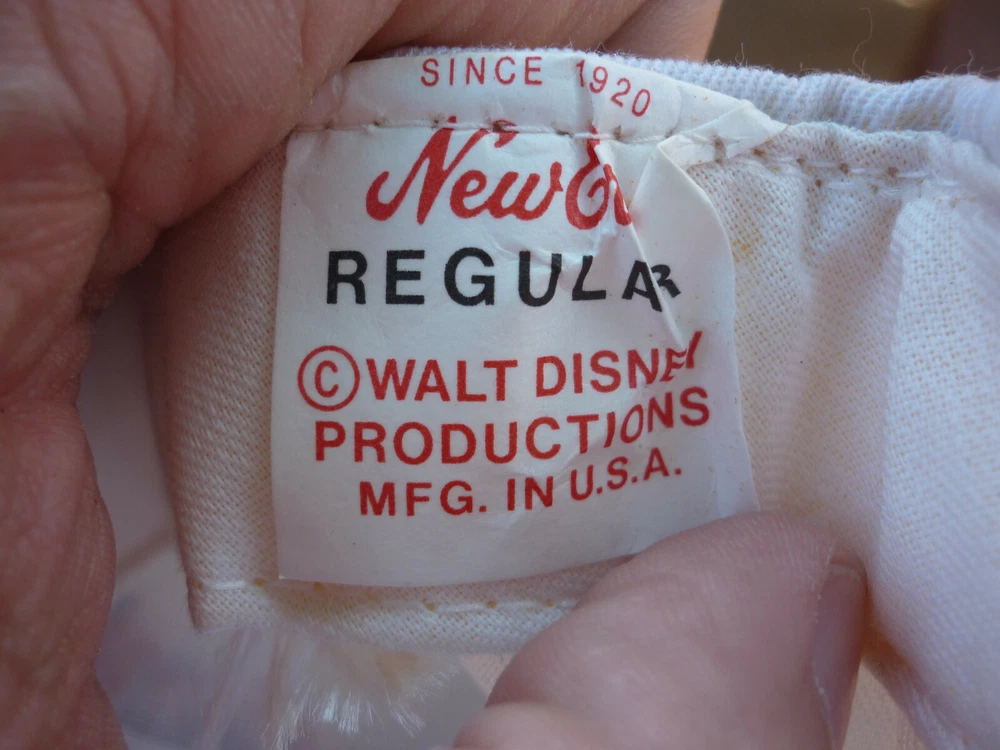 SINCE 1920
New
REGULAR
© WALT DISNEY
PRODUCTIONS
MFG. IN U.S.A.